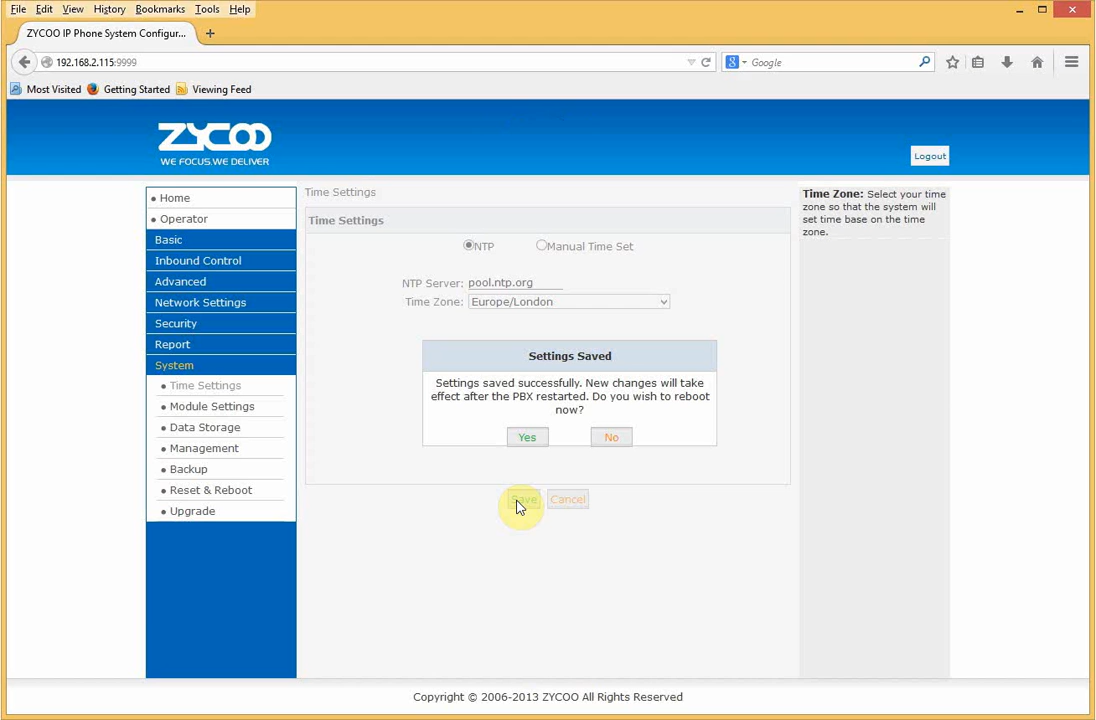 File Edit View History Bookmarks Tools Help
ZYCOO IP Phone System Configur...
192.168.2.115:9999
Google
Most Visited Getting Started Viewing Feed
ZYCOO
WE FOCUS.WE DELIVER
Logout
Home
Operator
Basic
Inbound Control
Advanced
Network Settings
Security
Report
System
Time Settings
Module Settings
Data Storage
Management
Backup
Reset & Reboot
Upgrade
Time Settings
Time Settings
NTP Manual Time Set
NTP Server: pool.ntp.org
Time Zone: Europe/London
Settings Saved
Settings saved successfully. New changes will take
effect after the PBX restarted. Do you wish to reboot
now?
Yes No
Save Cancel
Time Zone: Select your time
zone so that the system will
set time base on the time
zone.
Copyright © 2006-2013 ZYCOO All Rights Reserved